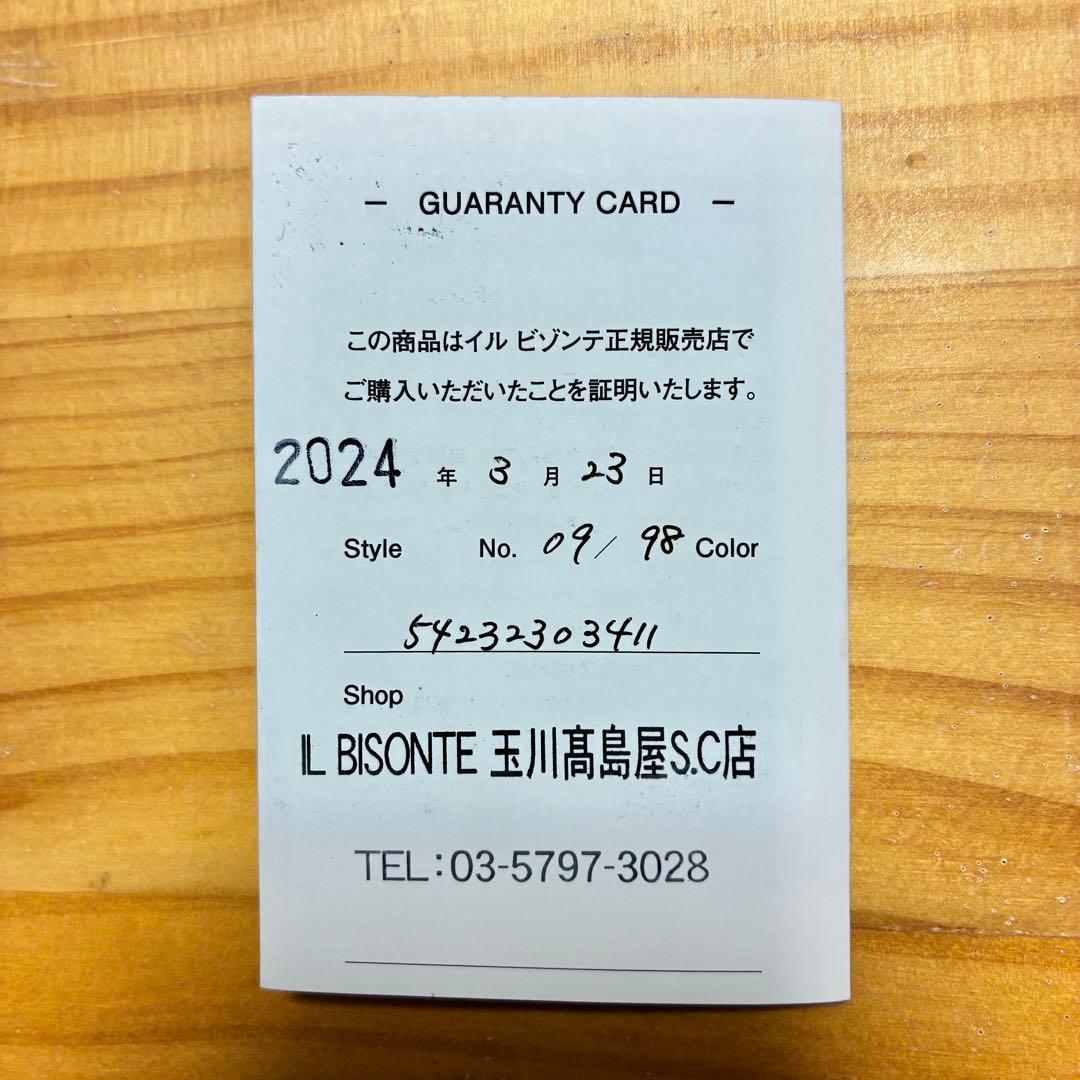 — GUARANTY CARD —
この商品はイル ビゾンテ正規販売店で
ご購入いただいたことを証明いたします。
2024 年 3 月 23 日
Style No. 09 / 98 Color
54232303411
Shop
IL BISONTE 玉川髙島屋S.C店
TEL:03-5797-3028